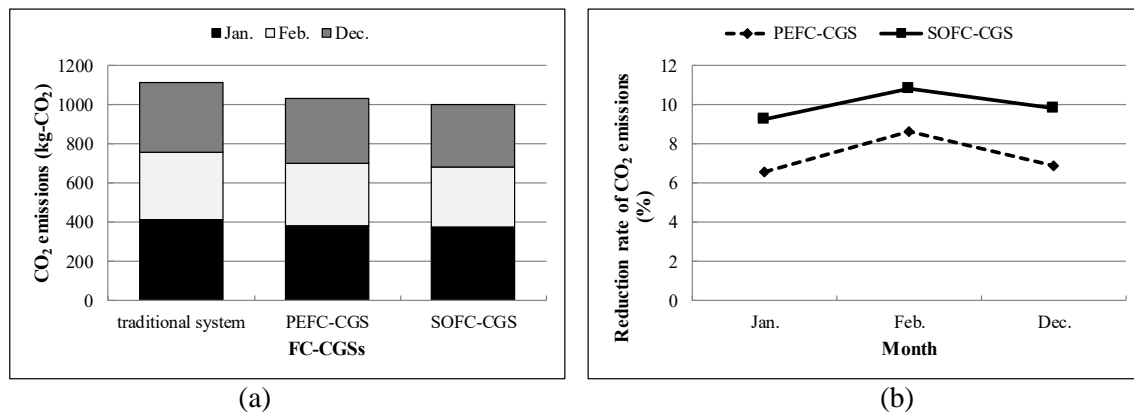 Jan. Feb. Dec.
1200
1000
800
600
400
200
0
CO₂ emissions (kg-CO₂)
traditional system PEFC-CGS SOFC-CGS
FC-CGSs
(a)
PEFC-CGS SOFC-CGS
12
10
8
6
4
2
0
Reduction rate of CO₂ emissions
(%)
Jan. Feb. Dec.
Month
(b)